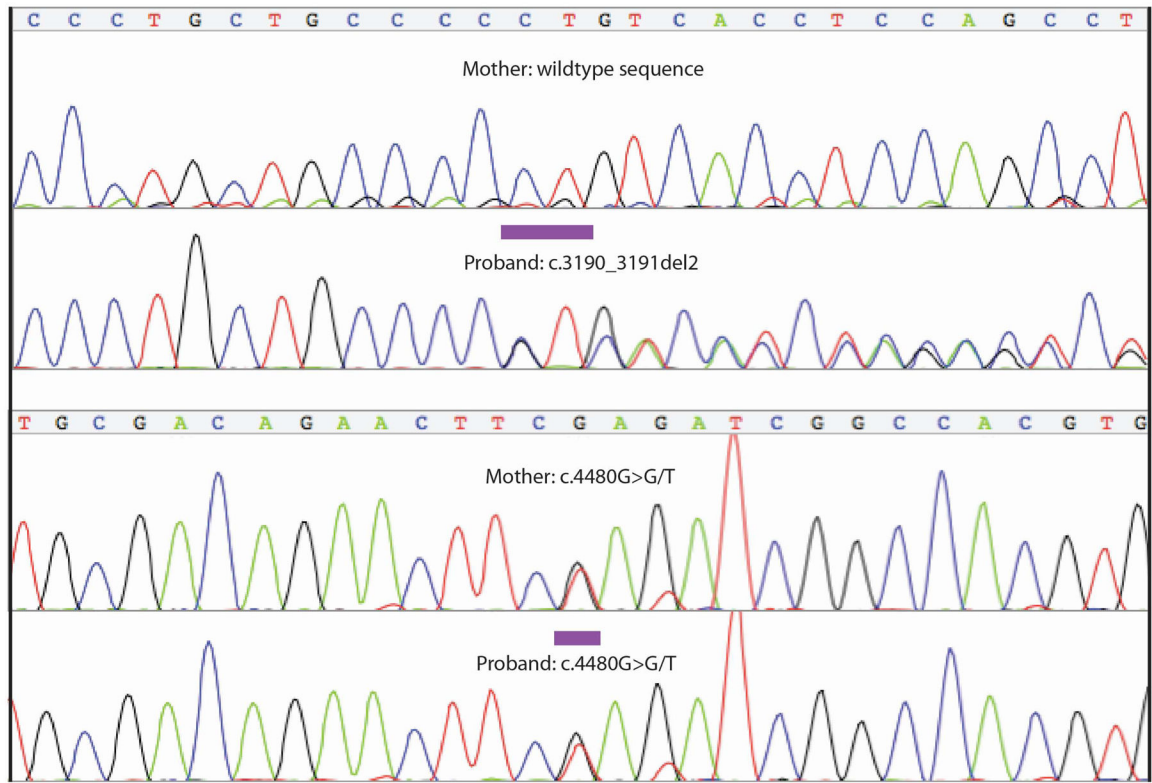 C C C T G C T G C C C C C T G T C A C C T C C A G C C T
Mother: wildtype sequence
Proband: c.3190_3191del2
T G C G A C A G A A C T T C G A G A T C G G C C A C G T G
Mother: c.4480G>G/T
Proband: c.4480G>G/T